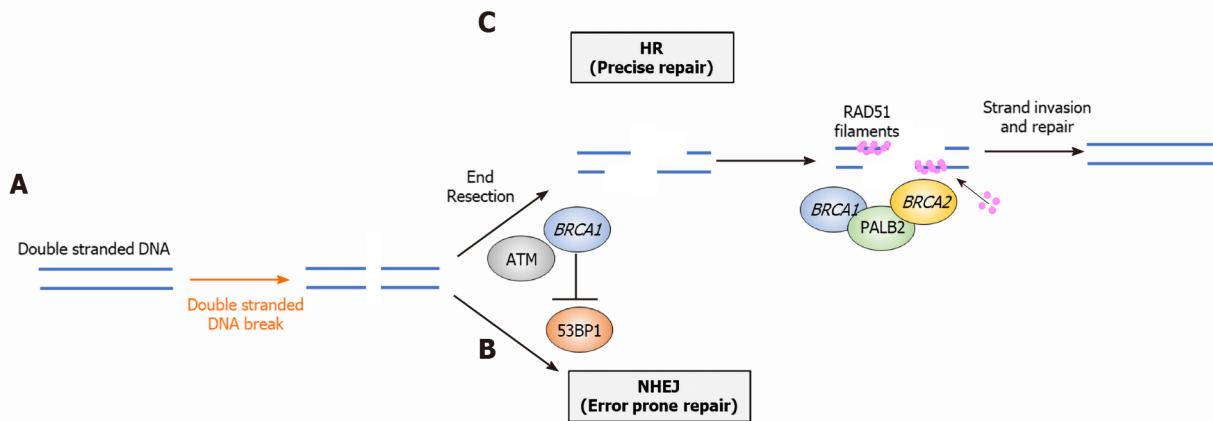 C
HR
(Precise repair)
RAD51
filaments
Strand invasion
and repair
A
End
Resection
BRCA1
BRCA1
BRCA2
PALB2
Double stranded DNA
ATM
Double stranded
DNA break
53BP1
B
NHEJ
(Error prone repair)